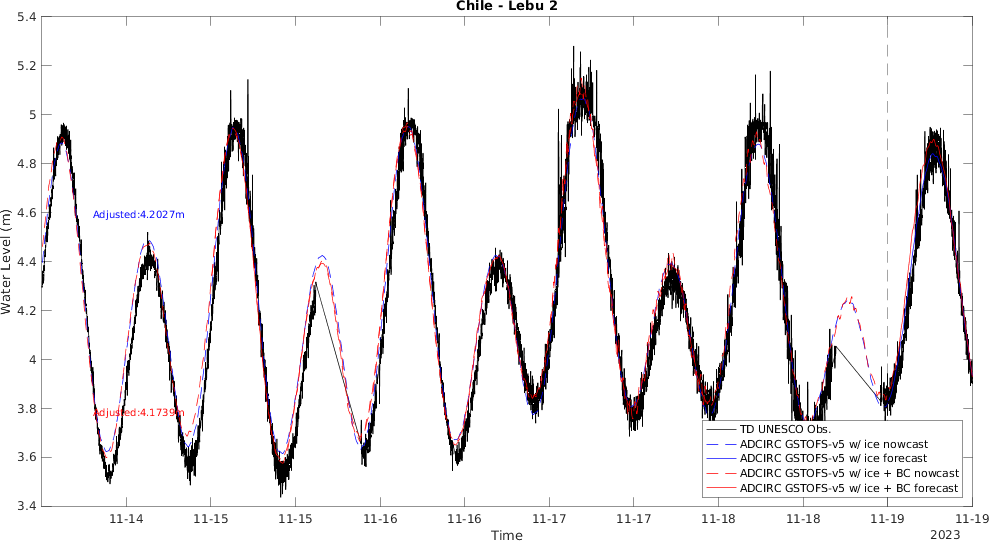 Chile - Lebu 2
5.4
5.2
5
4.8
4.6
4.4
4.2
4
3.8
3.6
3.4
Water Level (m)
Adjusted:4.2027m
Adjusted:4.1739m
TD UNESCO Obs.
ADCIRC GSTOFS-v5 w/ ice nowcast
ADCIRC GSTOFS-v5 w/ ice forecast
ADCIRC GSTOFS-v5 w/ ice + BC nowcast
ADCIRC GSTOFS-v5 w/ ice + BC forecast
11-14 11-15 11-15 11-16 11-16 11-17 11-17 11-18 11-18 11-19 11-19
Time
2023